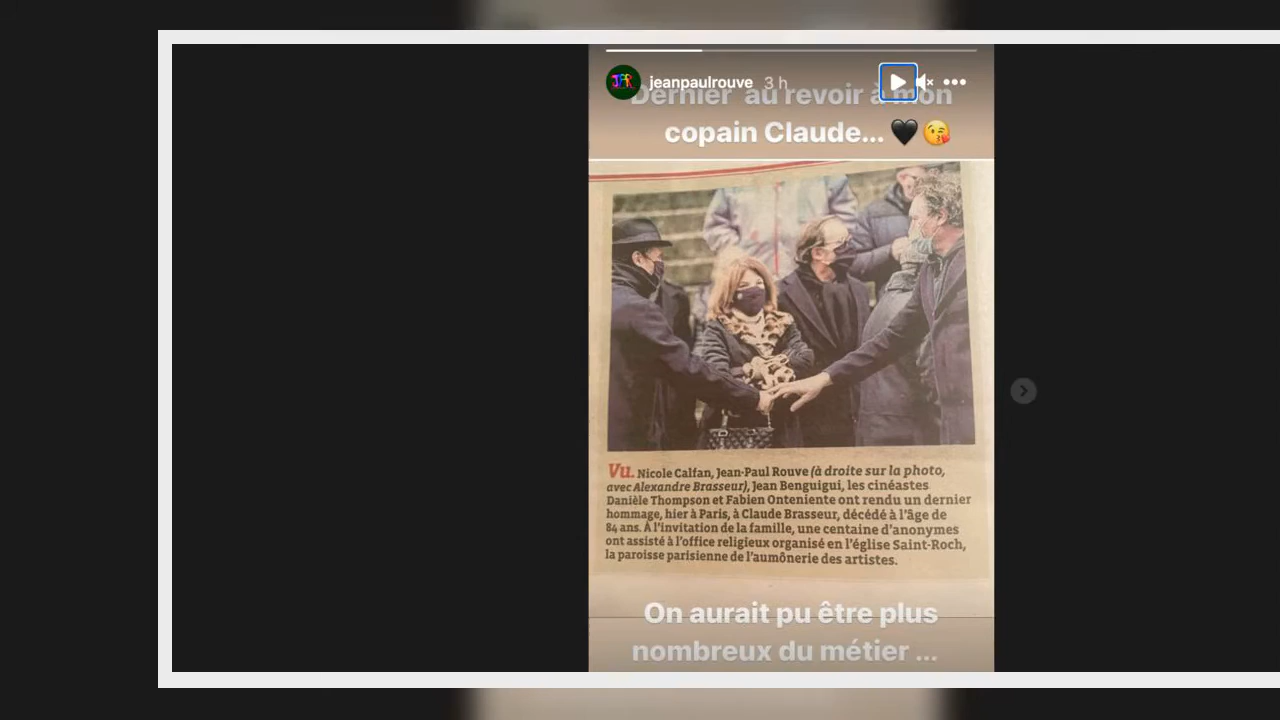 JPR
jeanpaulrouve 3 h
Dernier au revoir à mon
copain Claude... 🖤😘
Vu. Nicole Calfan, Jean-Paul Rouve (à droite sur la photo,
avec Alexandre Brasseur), Jean Benguigui, les cinéastes
Danièle Thompson et Fabien Onteniente ont rendu un dernier
hommage, hier à Paris, à Claude Brasseur, décédé à l'âge de
84 ans. À l'invitation de la famille, une centaine d'anonymes
ont assisté à l'office religieux organisé en l'église Saint-Roch,
la paroisse parisienne de l'aumônerie des artistes.
On aurait pu être plus
nombreux du métier ...